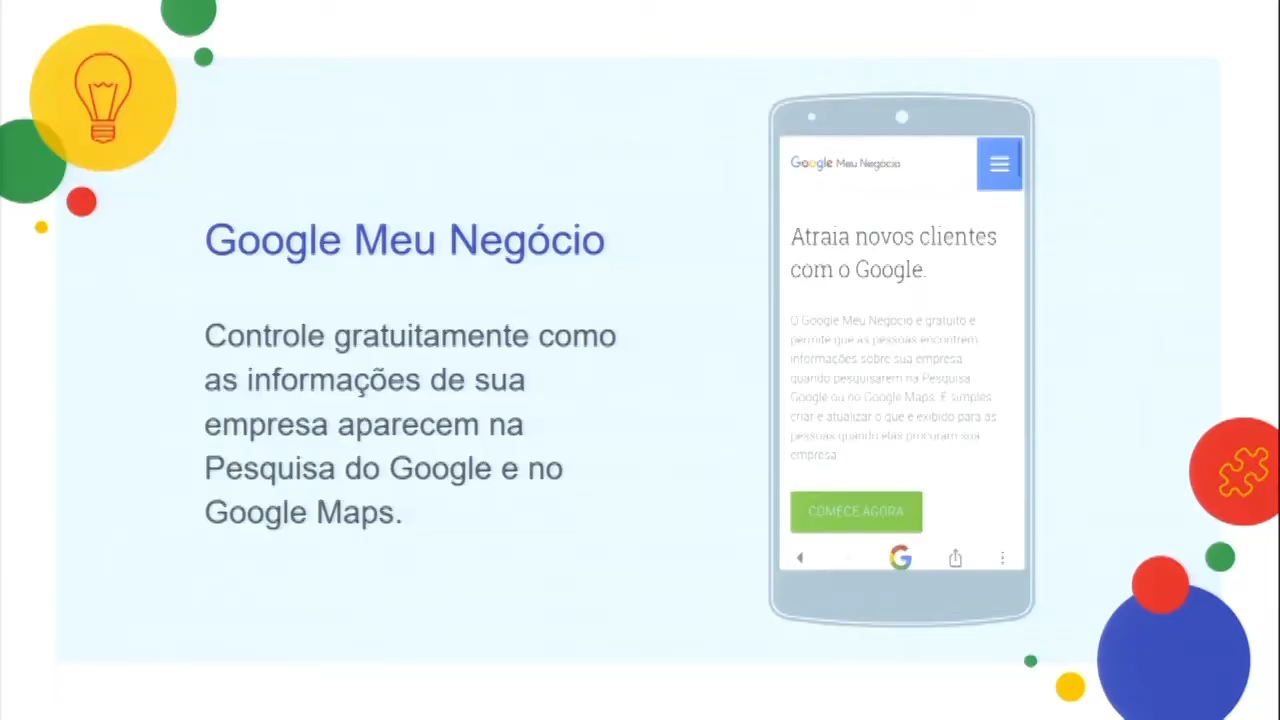 Google Meu Negócio
Controle gratuitamente como
as informações de sua
empresa aparecem na
Pesquisa do Google e no
Google Maps.
Google Meu Negócio
Atraia novos clientes
com o Google.
O Google Meu Negócio é gratuito e
permite que as pessoas encontrem
informações sobre sua empresa
quando pesquisarem na Pesquisa
Google ou no Google Maps. É simples
criar e atualizar o que é exibido para as
pessoas quando elas procuram sua
empresa
COMECE AGORA
G